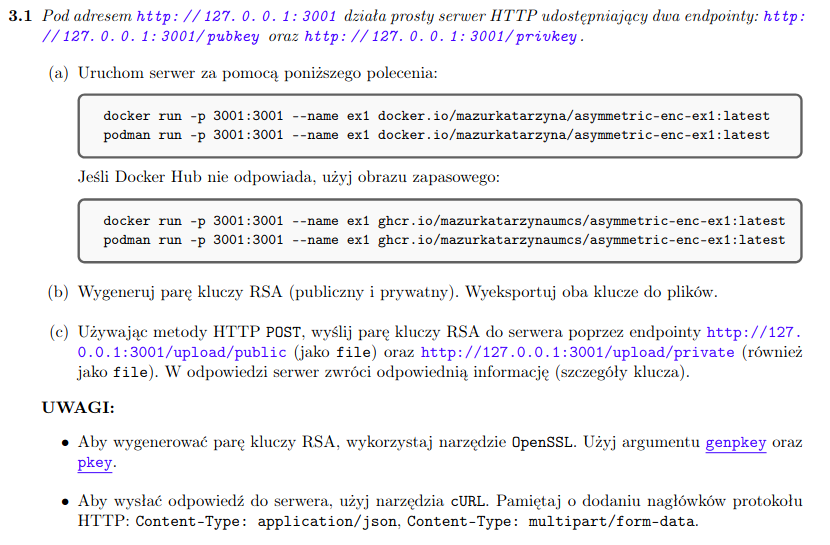 3.1 Pod adresem http://127.0.0.1:3001 działa prosty serwer HTTP udostępniający dwa endpointy: http:
//127.0.0.1:3001/pubkey oraz http://127.0.0.1:3001/privkey.
(a) Uruchom serwer za pomocą poniższego polecenia:
docker run -p 3001:3001 --name ex1 docker.io/mazurkatarzyna/asymmetric-enc-ex1:latest
podman run -p 3001:3001 --name ex1 docker.io/mazurkatarzyna/asymmetric-enc-ex1:latest
Jeśli Docker Hub nie odpowiada, użyj obrazu zapasowego:
docker run -p 3001:3001 --name ex1 ghcr.io/mazurkatarzynaumcs/asymmetric-enc-ex1:latest
podman run -p 3001:3001 --name ex1 ghcr.io/mazurkatarzynaumcs/asymmetric-enc-ex1:latest
(b) Wygeneruj parę kluczy RSA (publiczny i prywatny). Wyeksportuj oba klucze do plików.
(c) Używając metody HTTP POST, wyślij parę kluczy RSA do serwera poprzez endpointy http://127.
0.0.1:3001/upload/public (jako file) oraz http://127.0.0.1:3001/upload/private (również
jako file). W odpowiedzi serwer zwróci odpowiednią informację (szczegóły klucza).
UWAGI:
• Aby wygenerować parę kluczy RSA, wykorzystaj narzędzie OpenSSL. Użyj argumentu genpkey oraz
pkey.
• Aby wysłać odpowiedź do serwera, użyj narzędzia cURL. Pamiętaj o dodaniu nagłówków protokołu
HTTP: Content-Type: application/json, Content-Type: multipart/form-data.